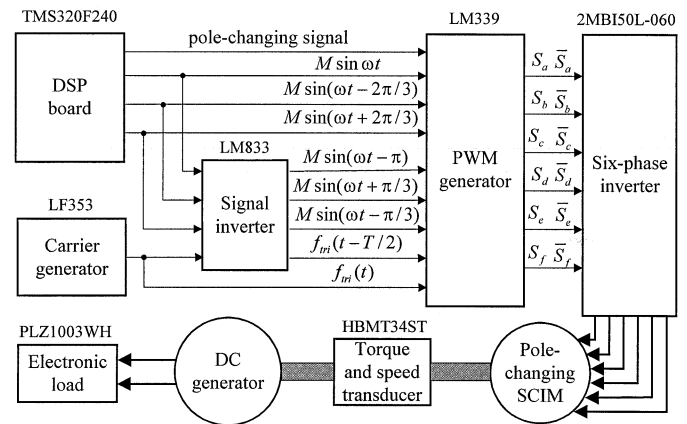 TMS320F240
LM339
2MBI50L-060
DSP
board
pole-changing signal
M sin ωt
M sin(ωt − 2π/3)
M sin(ωt + 2π/3)
LM833
Signal
inverter
M sin(ωt − π)
M sin(ωt + π/3)
M sin(ωt − π/3)
f_tri(t − T/2)
f_tri(t)
LF353
Carrier
generator
PWM
generator
S_a S̅_a
S_b S̅_b
S_c S̅_c
S_d S̅_d
S_e S̅_e
S_f S̅_f
Six-phase
inverter
PLZ1003WH
Electronic
load
DC
generator
HBMT34ST
Torque
and speed
transducer
Pole-
changing
SCIM